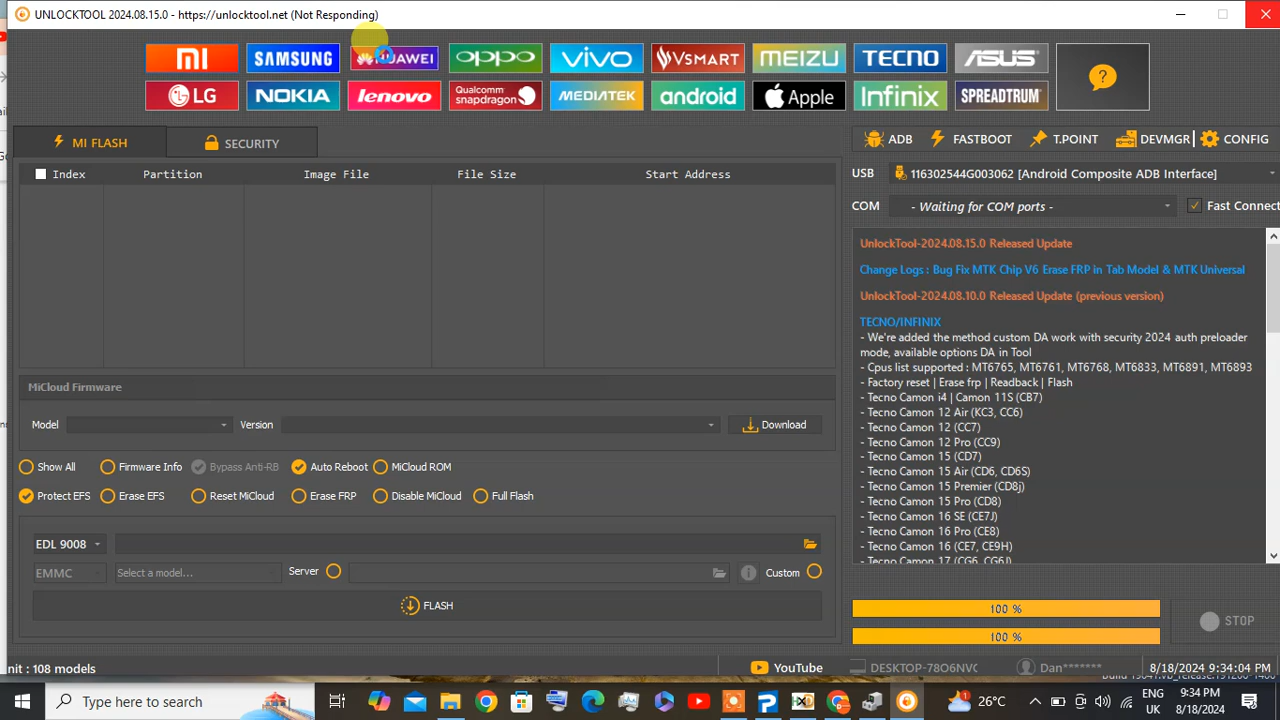 UNLOCKTOOL 2024.08.15.0 - https://unlocktool.net (Not Responding)
MI SAMSUNG HUAWEI OPPO vivo VSMART MEIZU TECNO ASUS ?
LG NOKIA lenovo Qualcomm snapdragon MEDIATEK android Apple Infinix SPREADTRUM
MI FLASH SECURITY
ADB FASTBOOT T.POINT DEVMGR CONFIG
Index Partition Image File File Size Start Address
USB 116302544G003062 [Android Composite ADB Interface]
COM - Waiting for COM ports - Fast Connect
UnlockTool-2024.08.15.0 Released Update
Change Logs : Bug Fix MTK Chip V6 Erase FRP in Tab Model & MTK Universal
UnlockTool-2024.08.10.0 Released Update (previous version)
TECNO/INFINIX
- We're added the method custom DA work with security 2024 auth preloader
mode, available options DA in Tool
- Cpus list supported : MT6765, MT6761, MT6768, MT6833, MT6891, MT6893
- Factory reset | Erase frp | Readback | Flash
- Tecno Camon i4 | Camon 11S (CB7)
- Tecno Camon 12 Air (KC3, CC6)
- Tecno Camon 12 (CC7)
- Tecno Camon 12 Pro (CC9)
- Tecno Camon 15 (CD7)
- Tecno Camon 15 Air (CD6, CD6S)
- Tecno Camon 15 Premier (CD8j)
- Tecno Camon 15 Pro (CD8)
- Tecno Camon 16 SE (CE7J)
- Tecno Camon 16 Pro (CE8)
- Tecno Camon 16 (CE7, CE9H)
- Tecno Camon 17 (CG6, CG6J)
MiCloud Firmware
Model Version Download
Show All Firmware Info Bypass Anti-RB Auto Reboot MiCloud ROM
Protect EFS Erase EFS Reset MiCloud Erase FRP Disable MiCloud Full Flash
EDL 9008
EMMC Select a model... Server Custom
FLASH
100 %
100 %
STOP
nit : 108 models
YouTube DESKTOP-78O6NVC Dan******* 8/18/2024 9:34:04 PM
Type here to search
26°C ENG 9:34 PM
UK 8/18/2024